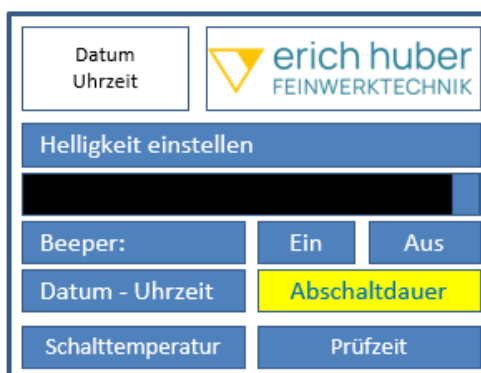 Datum
Uhrzeit
erich huber
FEINWERKTECHNIK
Helligkeit einstellen
Beeper:
Ein
Aus
Datum - Uhrzeit
Abschaltdauer
Schalttemperatur
Prüfzeit